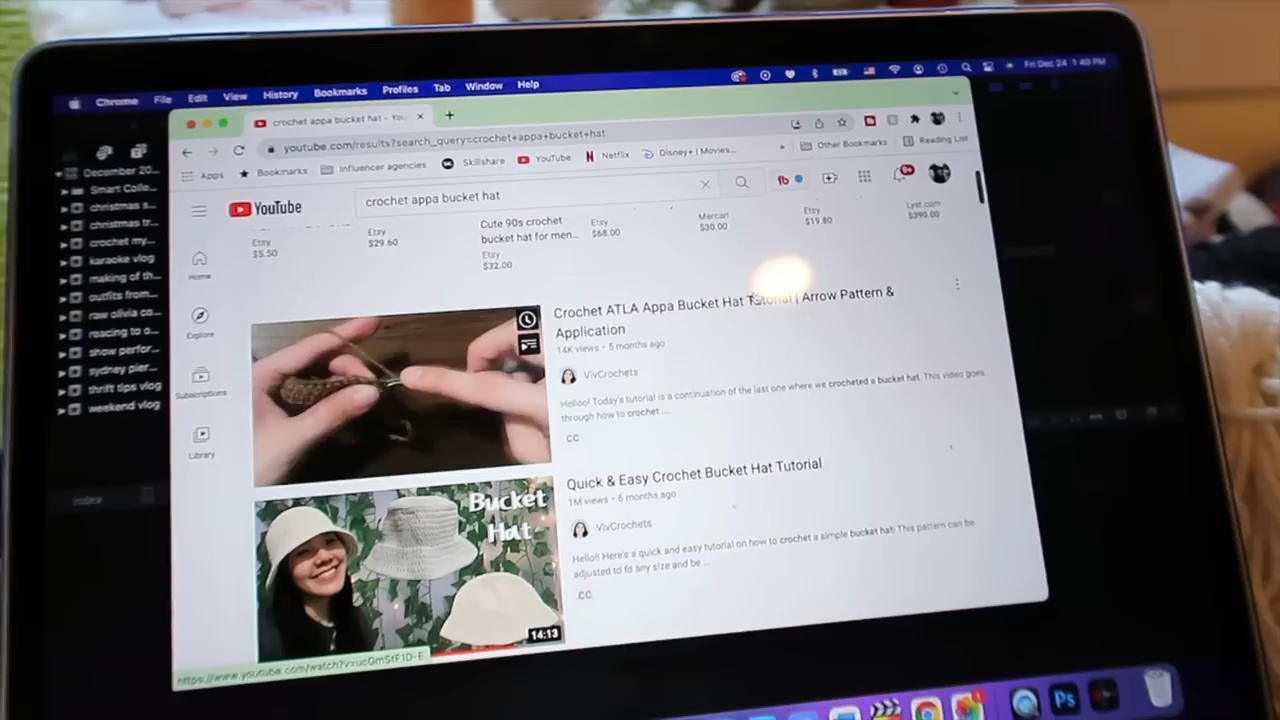 Chrome File Edit View History Bookmarks Profiles Tab Window Help Fri Dec 24 1:49 PM
crochet appa bucket hat - You...
youtube.com/results?search_query=crochet+appa+bucket+hat
Apps Bookmarks Influencer agencies Skillshare YouTube Netflix Disney+ | Movies... » Other Bookmarks Reading List
YouTube
crochet appa bucket hat
9+
Etsy
$5.50
Etsy
$29.60
Cute 90s crochet
bucket hat for men...
Etsy
$32.00
Etsy
$68.00
Mercari
$30.00
Etsy
$19.80
Lyst.com
$390.00
Home
Explore
Subscriptions
Library
Crochet ATLA Appa Bucket Hat Tutorial | Arrow Pattern &
Application
14K views • 5 months ago
VivCrochets
Helloo! Today's tutorial is a continuation of the last one where we crocheted a bucket hat. This video goes
through how to crochet ...
CC
Bucket
Hat
14:13
Quick & Easy Crochet Bucket Hat Tutorial
1M views • 6 months ago
VivCrochets
Hello!! Here's a quick and easy tutorial on how to crochet a simple bucket hat! This pattern can be
adjusted to fit any size and be ...
CC
December 20...
Smart Colle...
christmas s...
christmas tr...
crochet my...
karaoke vlog
making of th...
outfits from...
raw olivia co...
reacting to o...
show perfor...
sydney pier...
thrift tips vlog
weekend vlog
Index
Ps